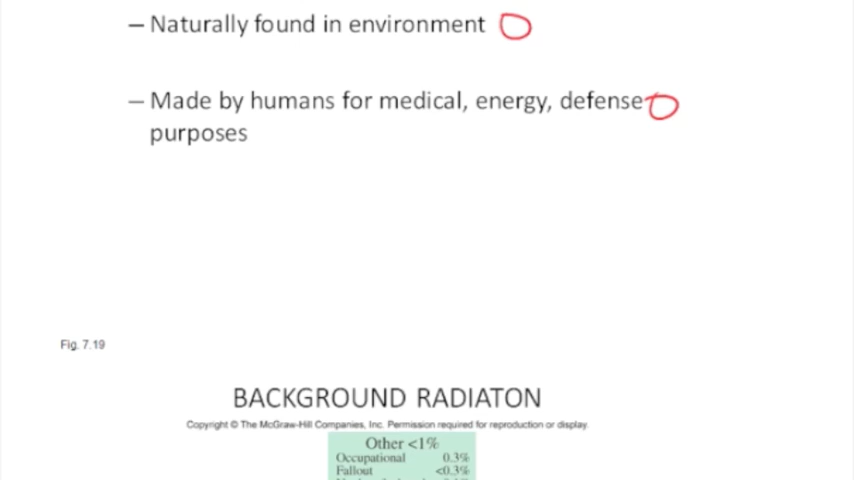 – Naturally found in environment
– Made by humans for medical, energy, defense
purposes
Fig. 7.19
BACKGROUND RADIATON
Copyright © The McGraw-Hill Companies, Inc. Permission required for reproduction or display.
Other <1%
Occupational 0.3%
Fallout <0.3%